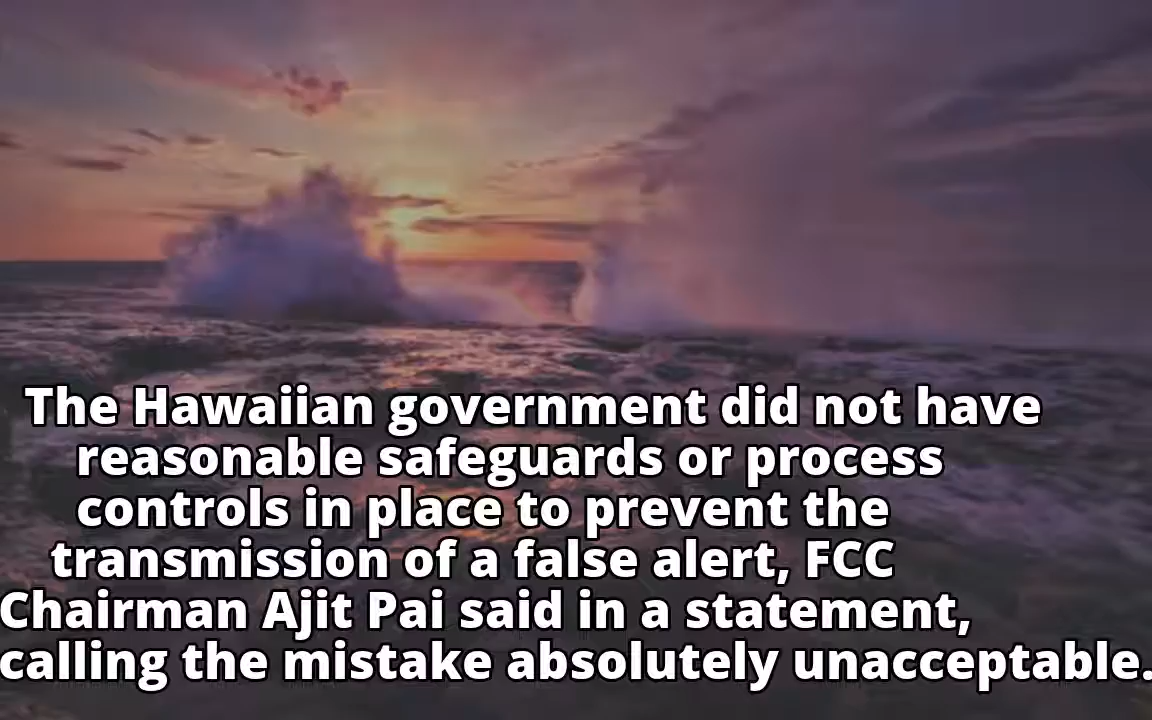 The Hawaiian government did not have
reasonable safeguards or process
controls in place to prevent the
transmission of a false alert, FCC
Chairman Ajit Pai said in a statement,
calling the mistake absolutely unacceptable.